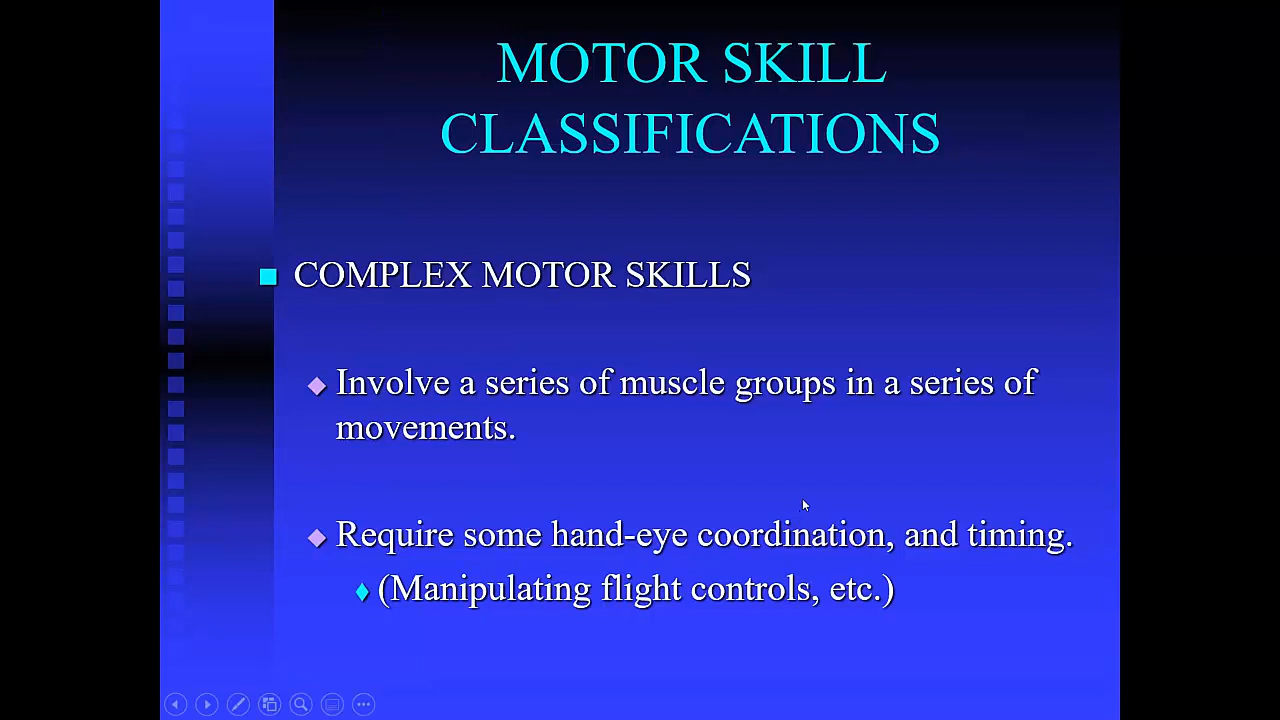 MOTOR SKILL
CLASSIFICATIONS
COMPLEX MOTOR SKILLS
Involve a series of muscle groups in a series of
movements.
Require some hand-eye coordination, and timing.
(Manipulating flight controls, etc.)